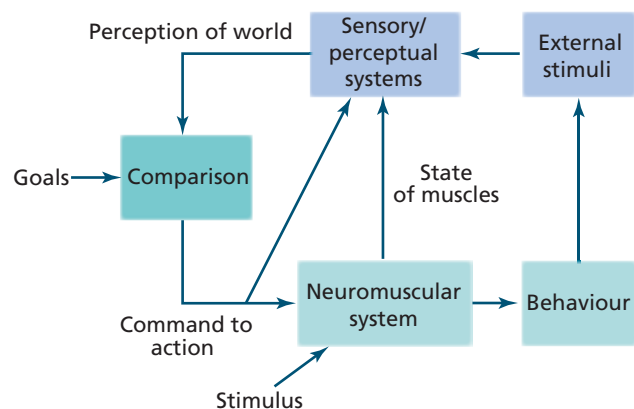 Perception of world
Sensory/
perceptual
systems
External
stimuli
Goals
Comparison
State
of muscles
Command to
action
Neuromuscular
system
Behaviour
Stimulus